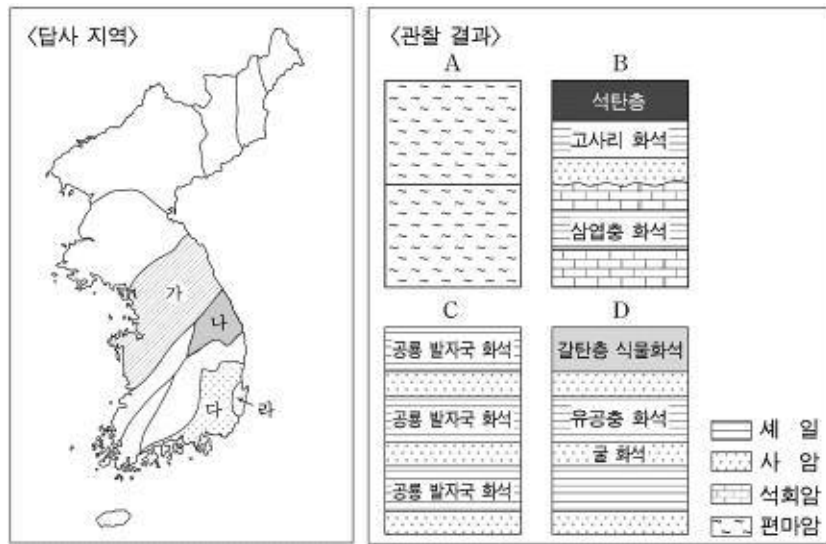 〈답사 지역〉
가
나
다
라
〈관찰 결과〉
A
B
석탄층
고사리 화석
삼엽충 화석
C
D
공룡 발자국 화석
공룡 발자국 화석
공룡 발자국 화석
갈탄층 식물화석
유공충 화석
굴 화석
셰 일
사 암
석회암
편마암